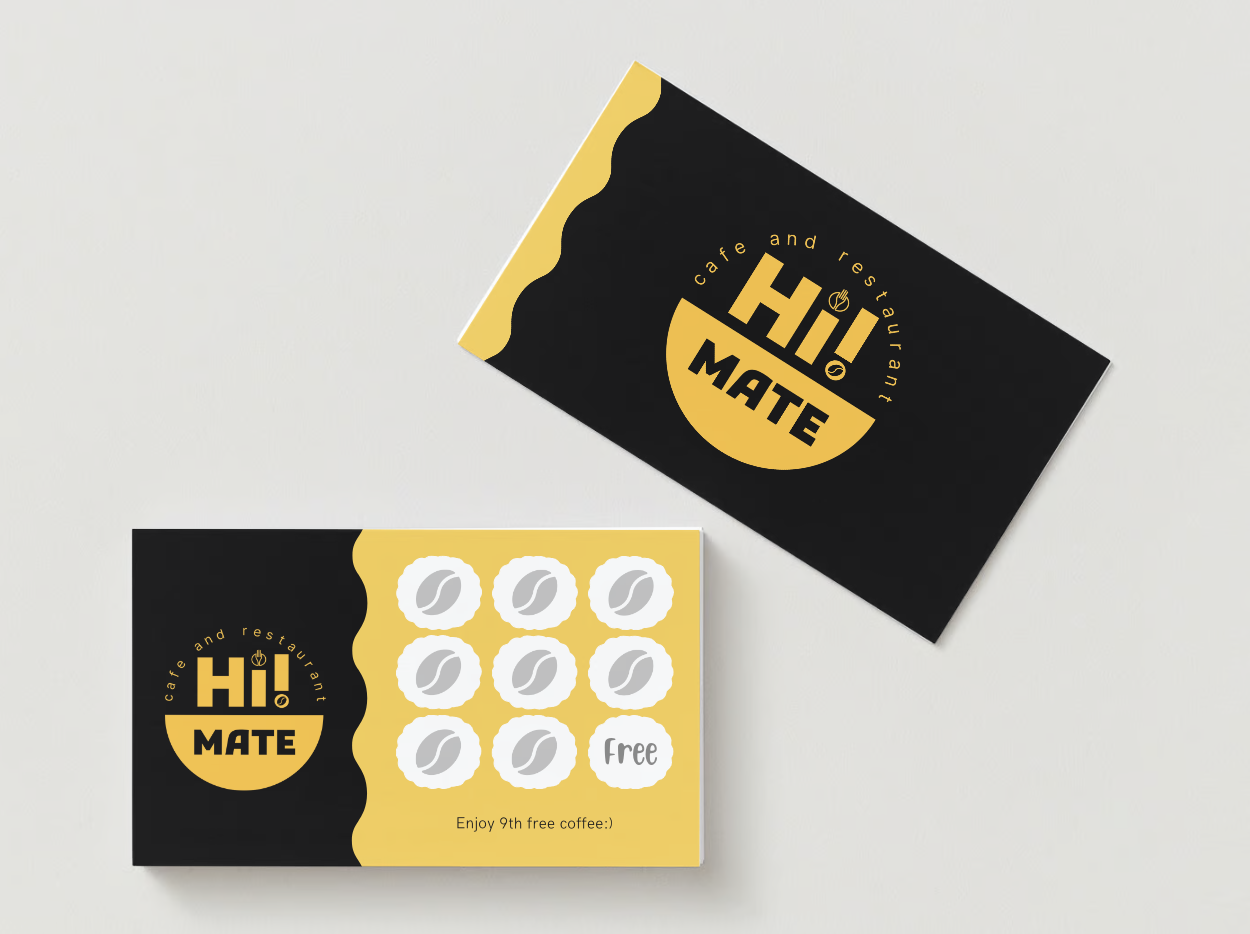 cafe and restaurant
Hi!
MATE
cafe and restaurant
Hi!
MATE
Free
Enjoy 9th free coffee:)